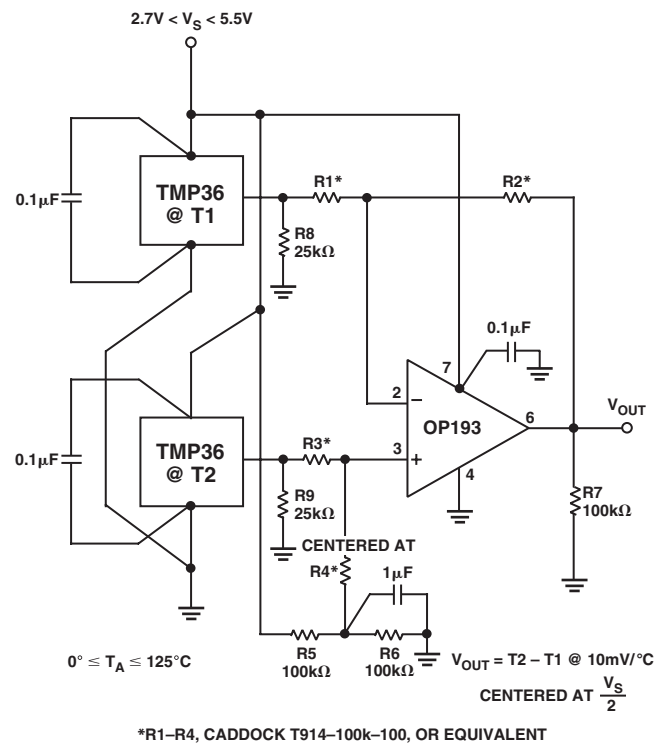 2.7V < VS < 5.5V
0.1µF
TMP36
@ T1
R1*
R2*
R8
25kΩ
0.1µF
7
2
−
OP193
6
VOUT
3
+
4
0.1µF
TMP36
@ T2
R3*
R9
25kΩ
R7
100kΩ
CENTERED AT
R4*
1µF
R5
100kΩ
R6
100kΩ
0° ≤ TA ≤ 125°C
VOUT = T2 – T1 @ 10mV/°C
CENTERED AT VS/2
*R1–R4, CADDOCK T914–100k–100, OR EQUIVALENT